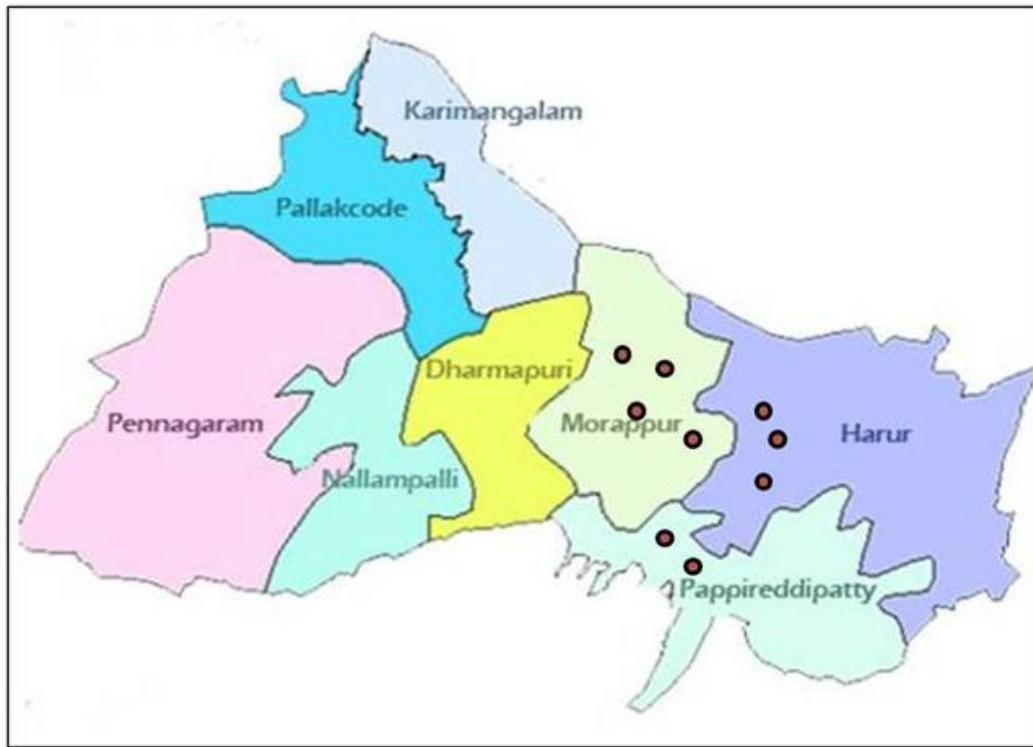 Karimangalam
Pallakcode
Dharmapuri
Pennagaram
Morappur
Harur
Nallampalli
Pappireddipatty